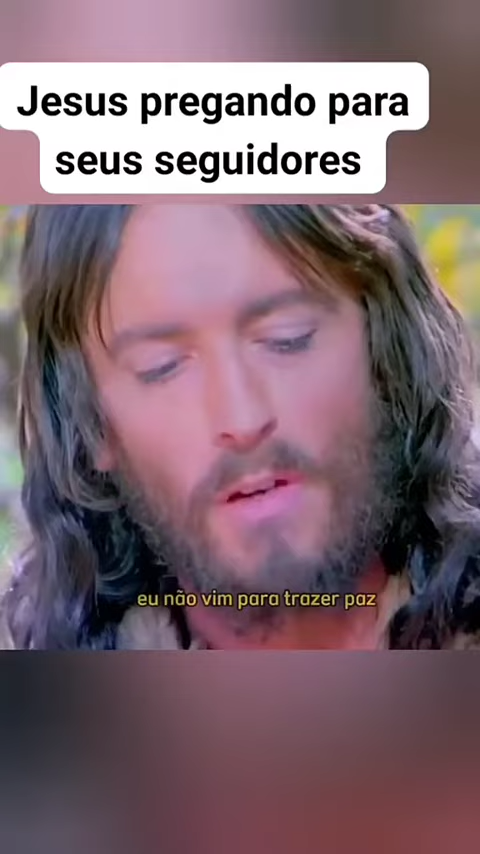 Jesus pregando para
seus seguidores
eu não vim para trazer paz